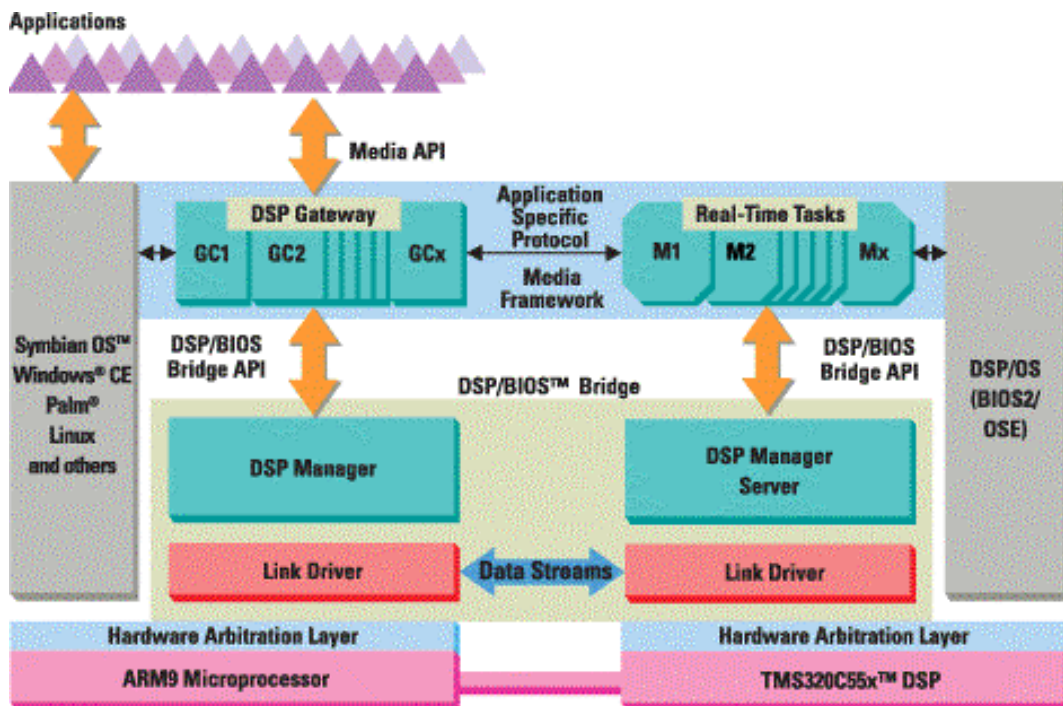 Applications
Media API
DSP Gateway
GC1
GC2
GCx
Application
Specific
Protocol
Media
Framework
Real-Time Tasks
M1
M2
Mx
Symbian OS™
Windows® CE
Palm®
Linux
and others
DSP/BIOS
Bridge API
DSP/BIOS™ Bridge
DSP/BIOS
Bridge API
DSP/OS
(BIOS2/
OSE)
DSP Manager
DSP Manager
Server
Link Driver
Data Streams
Link Driver
Hardware Arbitration Layer
Hardware Arbitration Layer
ARM9 Microprocessor
TMS320C55x™ DSP